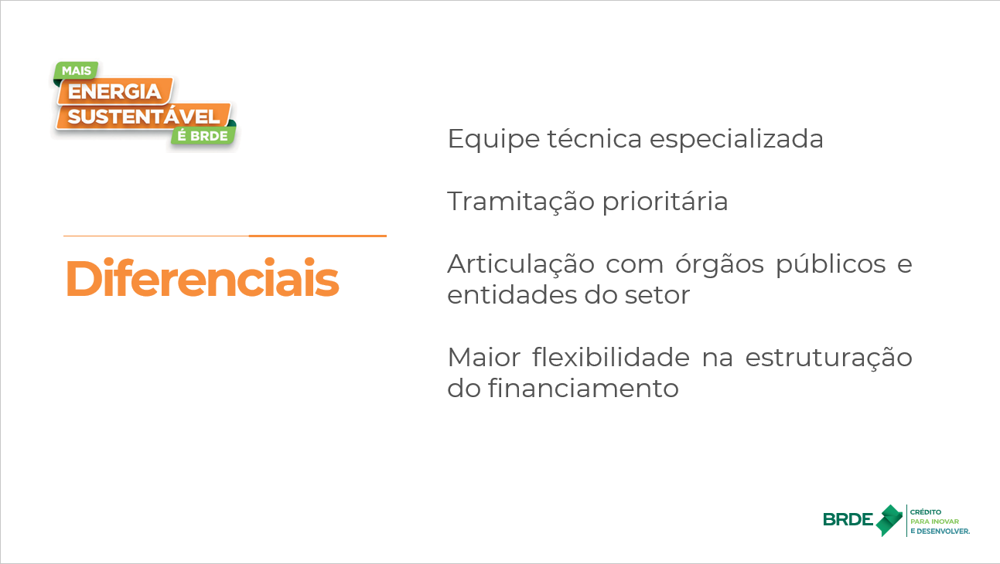 MAIS
ENERGIA
SUSTENTÁVEL
É BRDE
Diferenciais
Equipe técnica especializada
Tramitação prioritária
Articulação com órgãos públicos e
entidades do setor
Maior flexibilidade na estruturação
do financiamento
BRDE
CRÉDITO
PARA INOVAR
E DESENVOLVER.